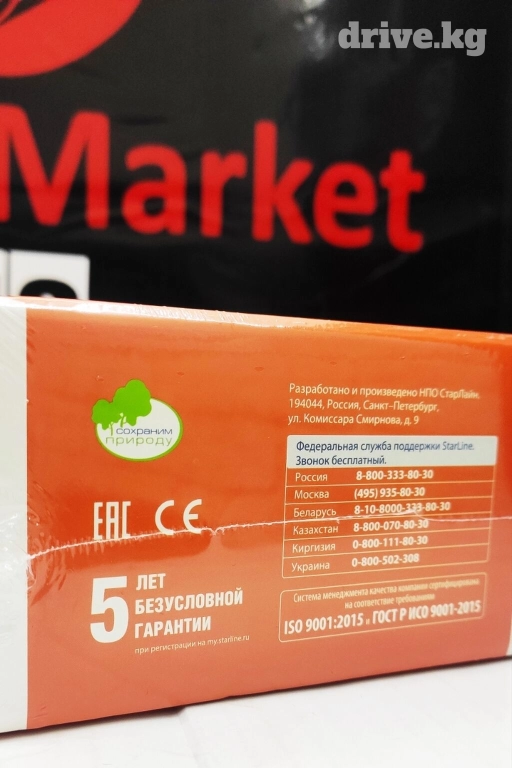 drive.kg
Market
сохраним
природу
Разработано и произведено НПО СтарЛайн.
194044, Россия, Санкт-Петербург,
ул. Комиссара Смирнова, д. 9
Федеральная служба поддержки StarLine.
Звонок бесплатный.
Россия 8-800-333-80-30
Москва (495) 935-80-30
Беларусь 8-10-8000-333-80-30
Казахстан 8-800-070-80-30
Киргизия 0-800-111-80-30
Украина 0-800-502-308
EAC CE
5 ЛЕТ
БЕЗУСЛОВНОЙ
ГАРАНТИИ
при регистрации на my.starline.ru
Система менеджмента качества компании сертифицирована
на соответствие требованиям
ISO 9001:2015 и ГОСТ Р ИСО 9001-2015